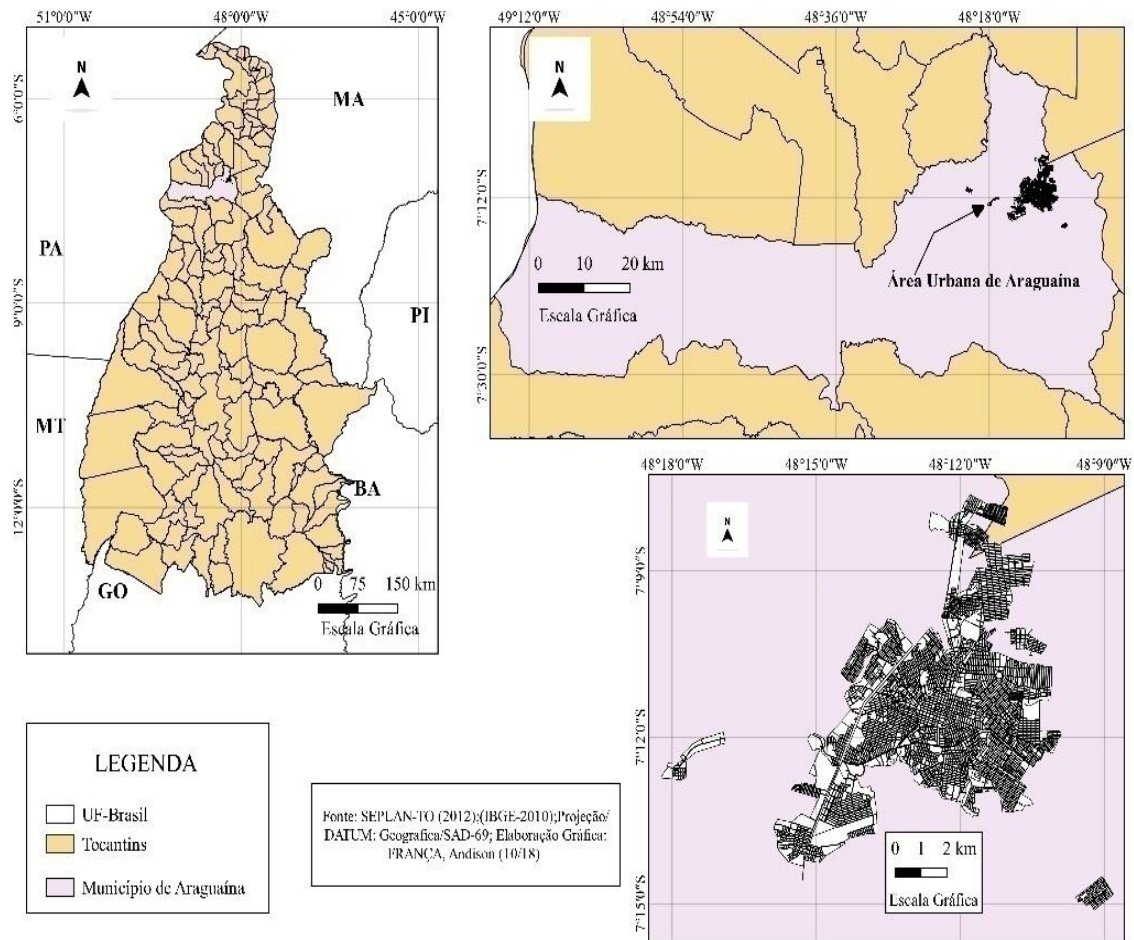 51°0'0"W 48°0'0"W 45°0'0"W
N
6°0'0"S
9°0'0"S
12°0'0"S
MA
PA
PI
MT
BA
GO
0 75 150 km
Escala Gráfica
49°12'0"W 48°54'0"W 48°36'0"W 48°18'0"W
N
7°12'0"S
7°30'0"S
0 10 20 km
Escala Gráfica
Área Urbana de Araguaína
48°18'0"W 48°15'0"W 48°12'0"W 48°9'0"W
N
7°9'0"S
7°12'0"S
7°15'0"S
0 1 2 km
Escala Gráfica
LEGENDA
UF-Brasil
Tocantins
Município de Araguaína
Fonte: SEPLAN-TO (2012);(IBGE-2010);Projeção/
DATUM: Geografica/SAD-69; Elaboração Gráfica:
FRANÇA, Andison (10/18)